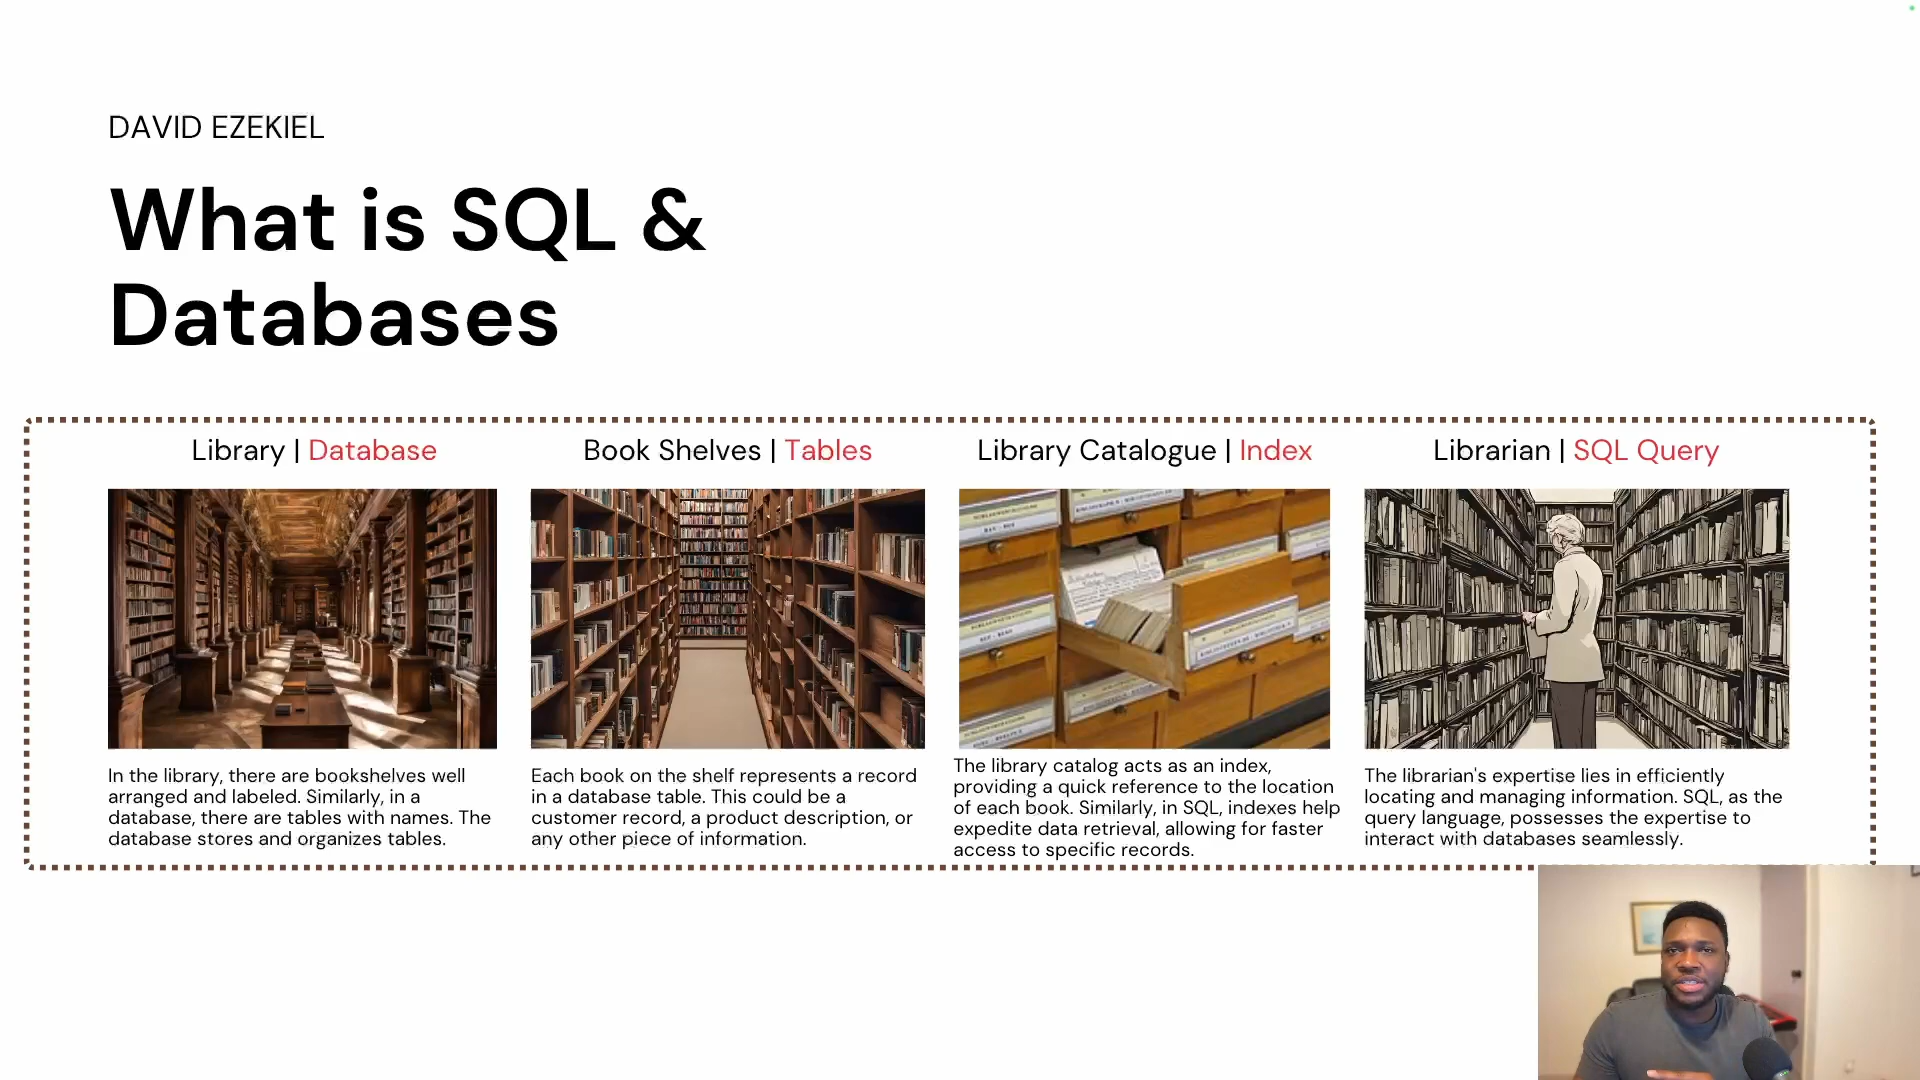 DAVID EZEKIEL
What is SQL &
Databases
Library | Database
Book Shelves | Tables
Library Catalogue | Index
Librarian | SQL Query
In the library, there are bookshelves well
arranged and labeled. Similarly, in a
database, there are tables with names. The
database stores and organizes tables.
Each book on the shelf represents a record
in a database table. This could be a
customer record, a product description, or
any other piece of information.
The library catalog acts as an index,
providing a quick reference to the location
of each book. Similarly, in SQL, indexes help
expedite data retrieval, allowing for faster
access to specific records.
The librarian's expertise lies in efficiently
locating and managing information. SQL, as the
query language, possesses the expertise to
interact with databases seamlessly.